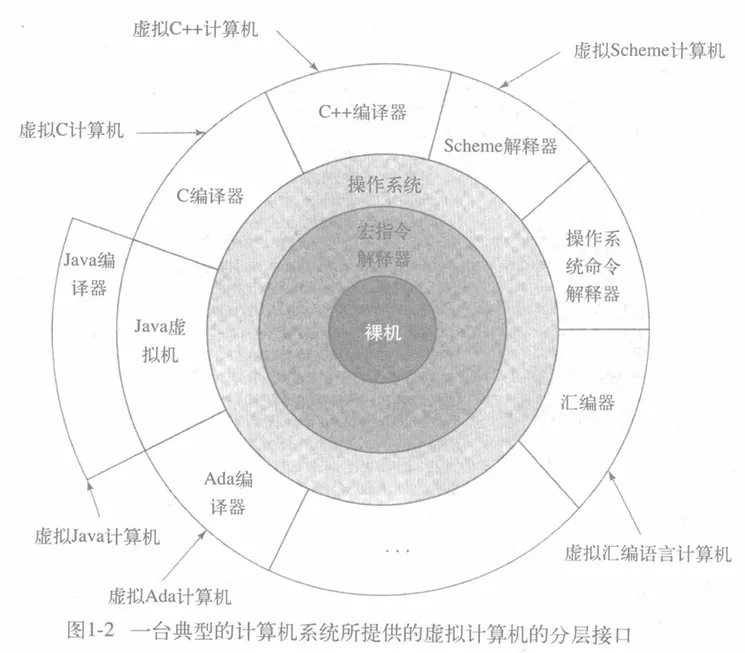 虚拟C++计算机
虚拟Scheme计算机
C++编译器
虚拟C计算机
Scheme解释器
操作系统
C编译器
宏指令
解释器
操作系
统命令
解释器
Java编
译器
Java虚
拟机
裸机
汇编器
Ada编
译器
...
虚拟Java计算机
虚拟汇编语言计算机
虚拟Ada计算机
图1-2 一台典型的计算机系统所提供的虚拟计算机的分层接口